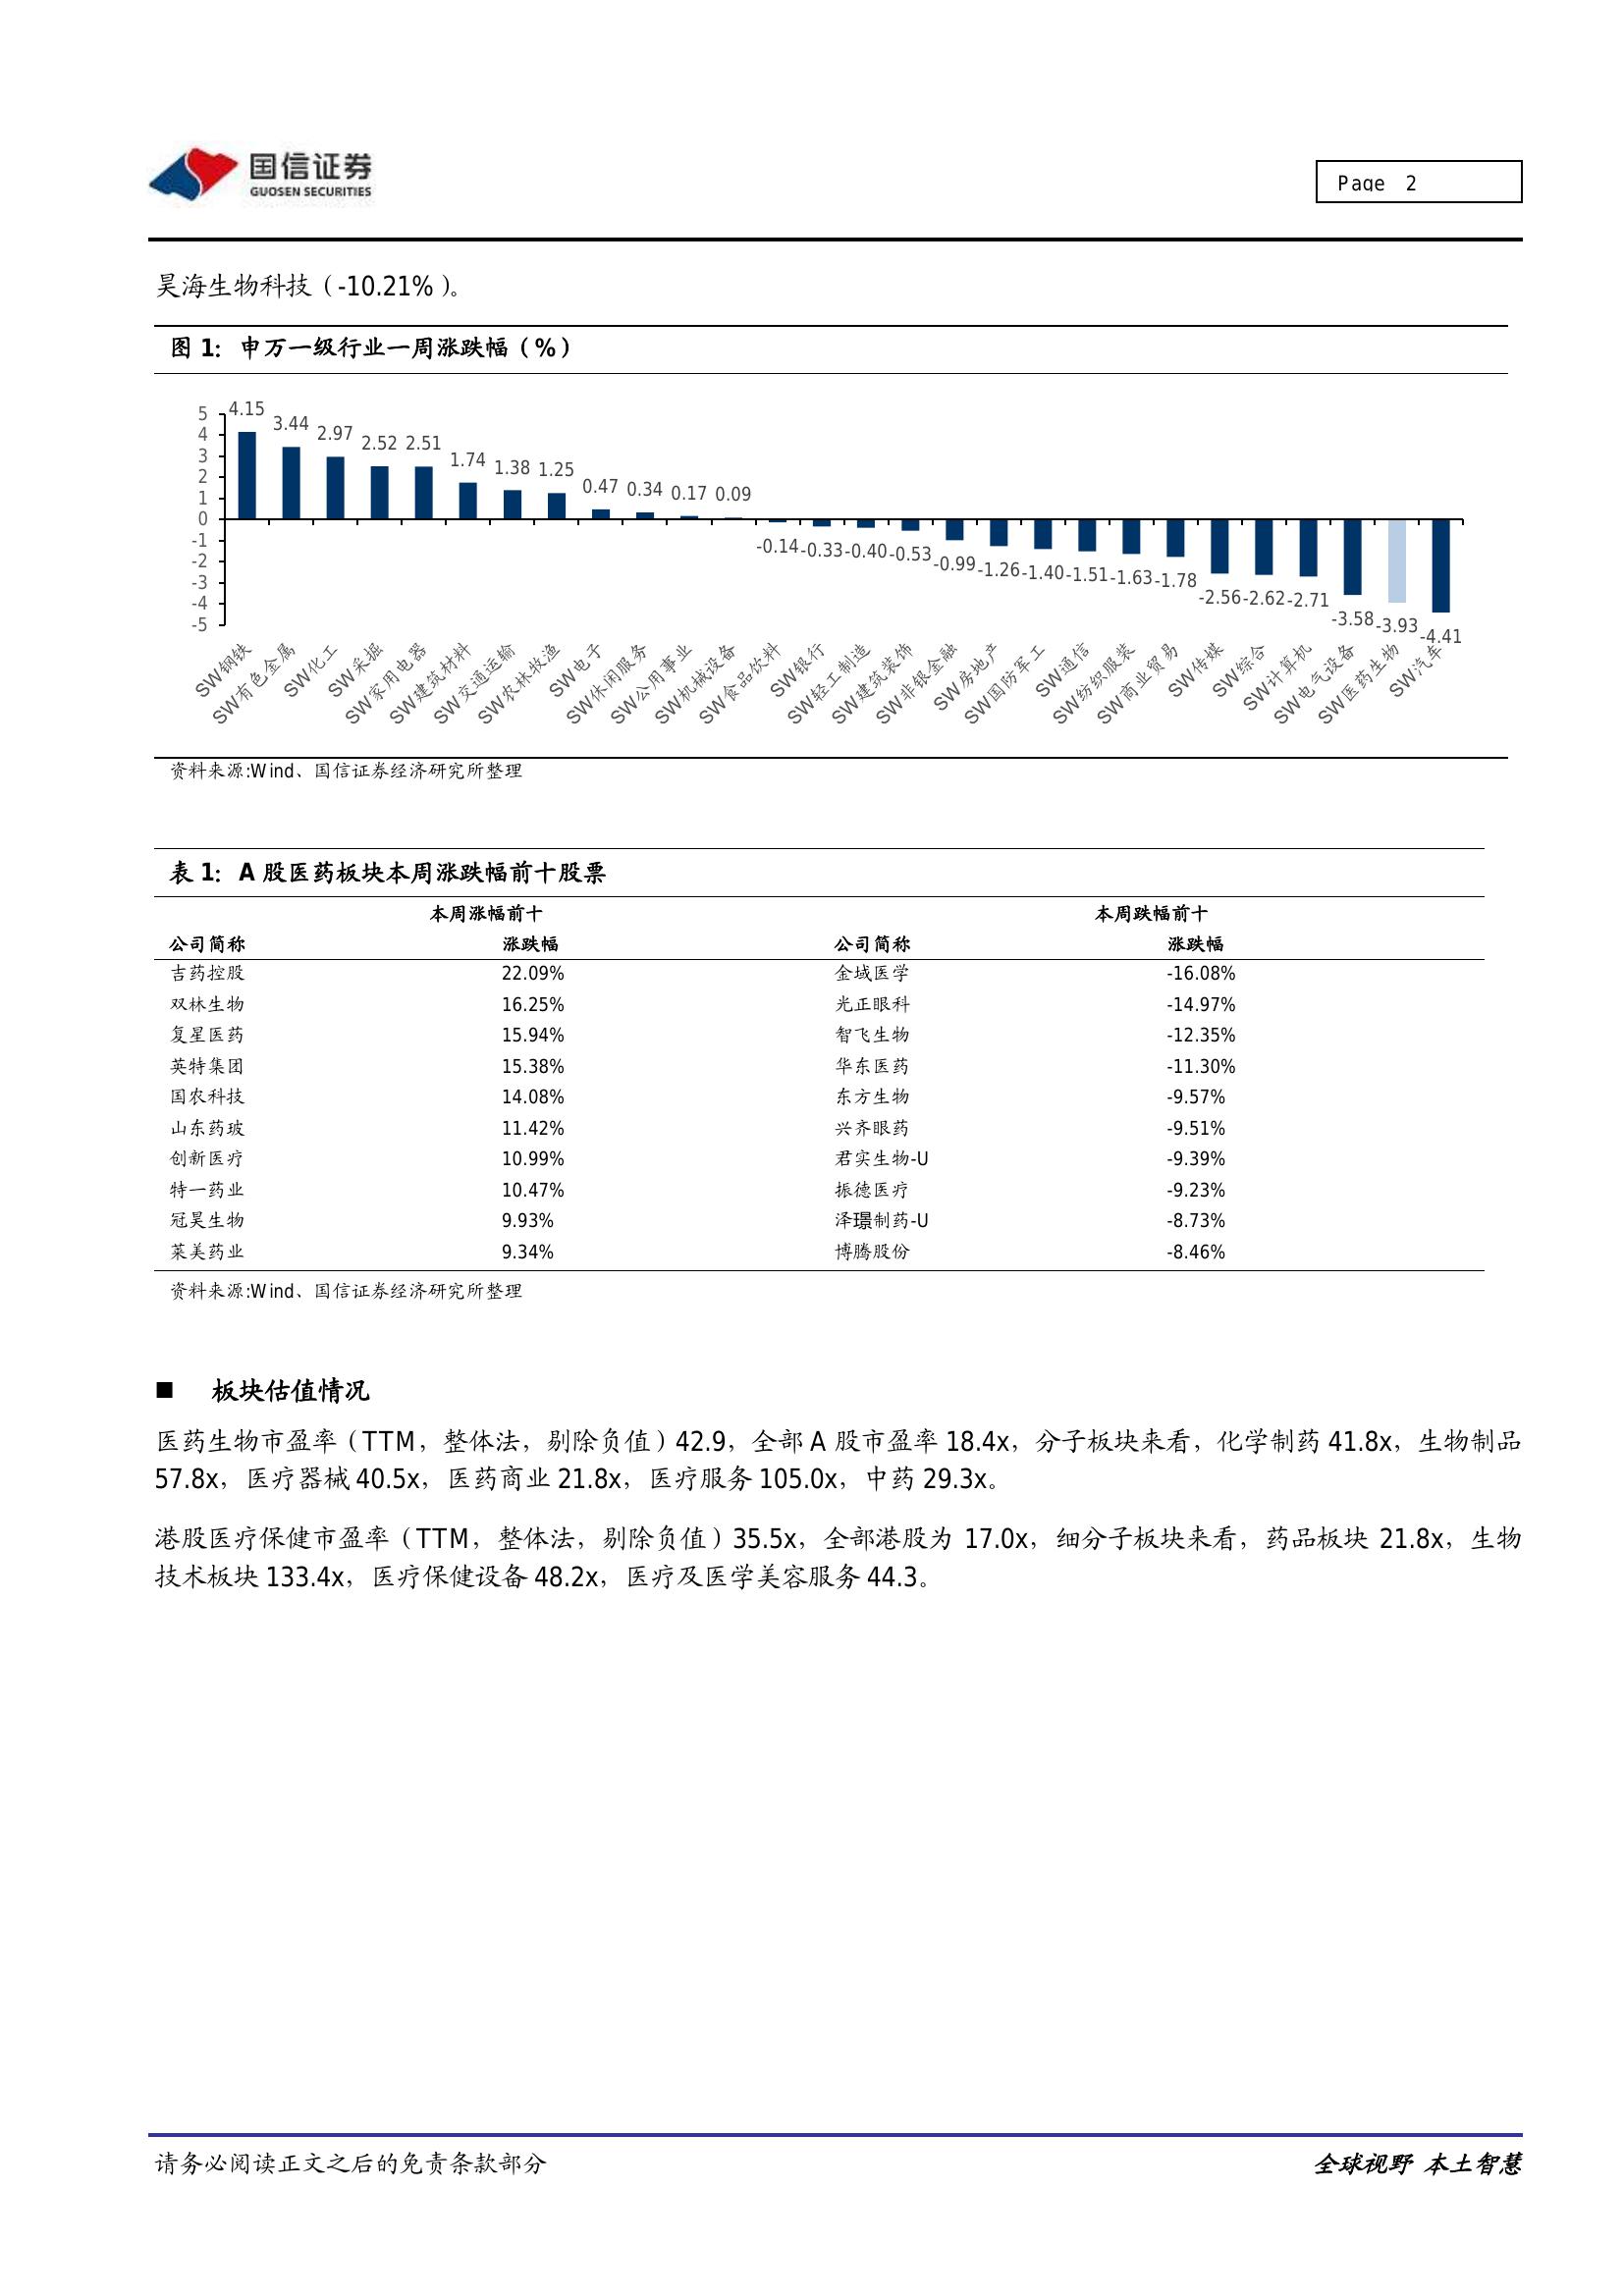 国信证券
GUOSEN SECURITIES
Page 2
昊海生物科技（-10.21%）。
图 1：申万一级行业一周涨跌幅（%）
5
4
3
2
1
0
-1
-2
-3
-4
-5
4.15 3.44 2.97 2.52 2.51 1.74 1.38 1.25 0.47 0.34 0.17 0.09 -0.14 -0.33 -0.40 -0.53 -0.99 -1.26 -1.40 -1.51 -1.63 -1.78 -2.56 -2.62 -2.71 -3.58 -3.93 -4.41
SW钢铁 SW有色金属 SW化工 SW采掘 SW家用电器 SW建筑材料 SW交通运输 SW农林牧渔 SW电子 SW休闲服务 SW公用事业 SW机械设备 SW食品饮料 SW银行 SW轻工制造 SW建筑装饰 SW非银金融 SW房地产 SW国防军工 SW通信 SW纺织服装 SW商业贸易 SW传媒 SW综合 SW计算机 SW电气设备 SW医药生物 SW汽车
资料来源:Wind、国信证券经济研究所整理
表 1：A 股医药板块本周涨跌幅前十股票
本周涨幅前十 本周跌幅前十
公司简称 涨跌幅 公司简称 涨跌幅
吉药控股 22.09% 金域医学 -16.08%
双林生物 16.25% 光正眼科 -14.97%
复星医药 15.94% 智飞生物 -12.35%
英特集团 15.38% 华东医药 -11.30%
国农科技 14.08% 东方生物 -9.57%
山东药玻 11.42% 兴齐眼药 -9.51%
创新医疗 10.99% 君实生物-U -9.39%
特一药业 10.47% 振德医疗 -9.23%
冠昊生物 9.93% 泽璟制药-U -8.73%
莱美药业 9.34% 博腾股份 -8.46%
资料来源:Wind、国信证券经济研究所整理
■ 板块估值情况
医药生物市盈率（TTM，整体法，剔除负值）42.9，全部 A 股市盈率 18.4x，分子板块来看，化学制药 41.8x，生物制品
57.8x，医疗器械 40.5x，医药商业 21.8x，医疗服务 105.0x，中药 29.3x。
港股医疗保健市盈率（TTM，整体法，剔除负值）35.5x，全部港股为 17.0x，细分子板块来看，药品板块 21.8x，生物
技术板块 133.4x，医疗保健设备 48.2x，医疗及医学美容服务 44.3。
请务必阅读正文之后的免责条款部分
全球视野 本土智慧